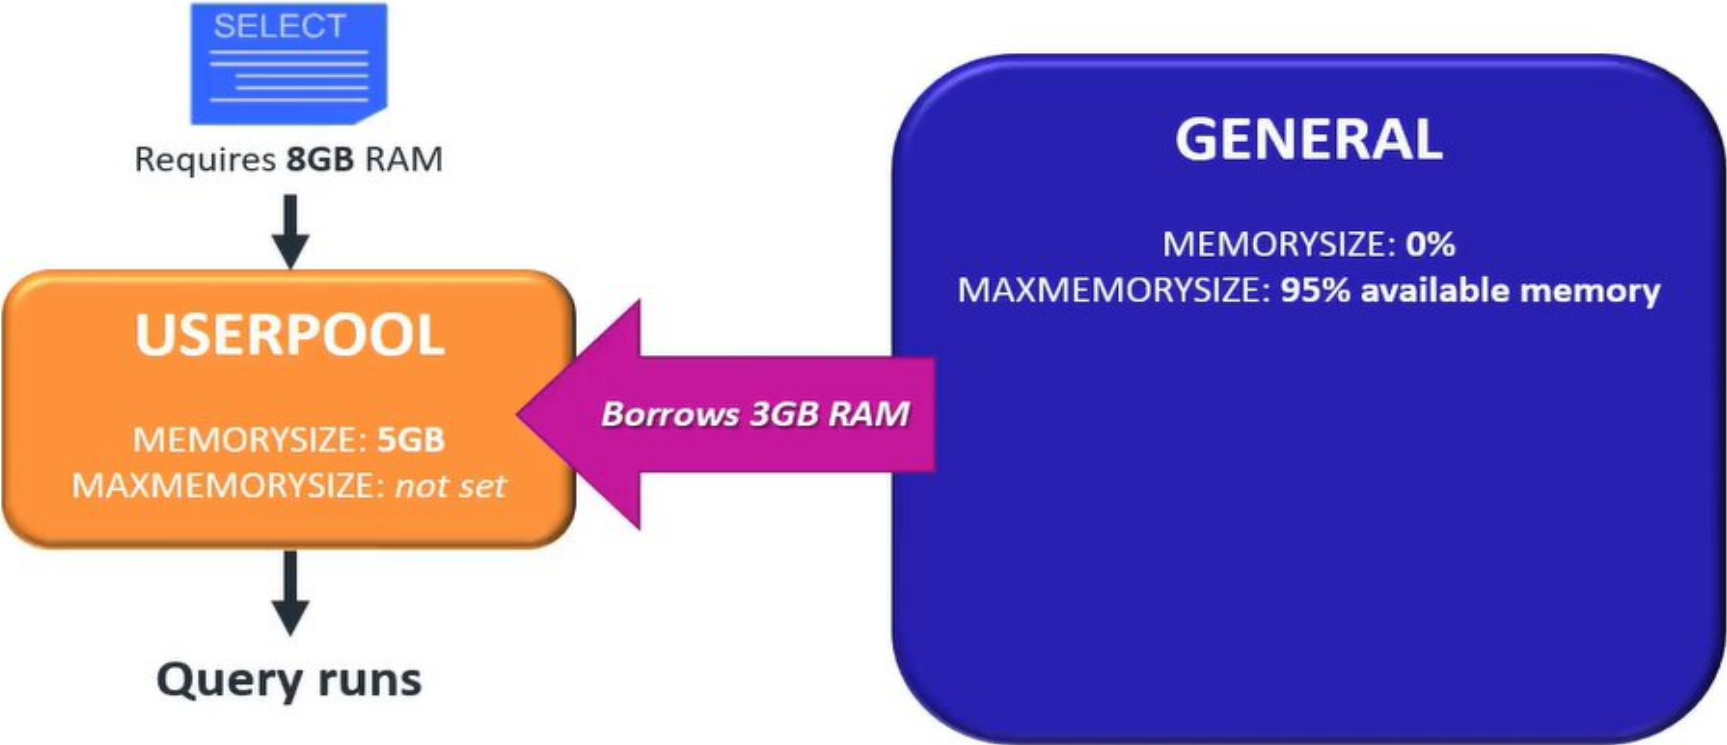 SELECT
Requires 8GB RAM
USERPOOL
MEMORYSIZE: 5GB
MAXMEMORYSIZE: not set
Query runs
Borrows 3GB RAM
GENERAL
MEMORYSIZE: 0%
MAXMEMORYSIZE: 95% available memory